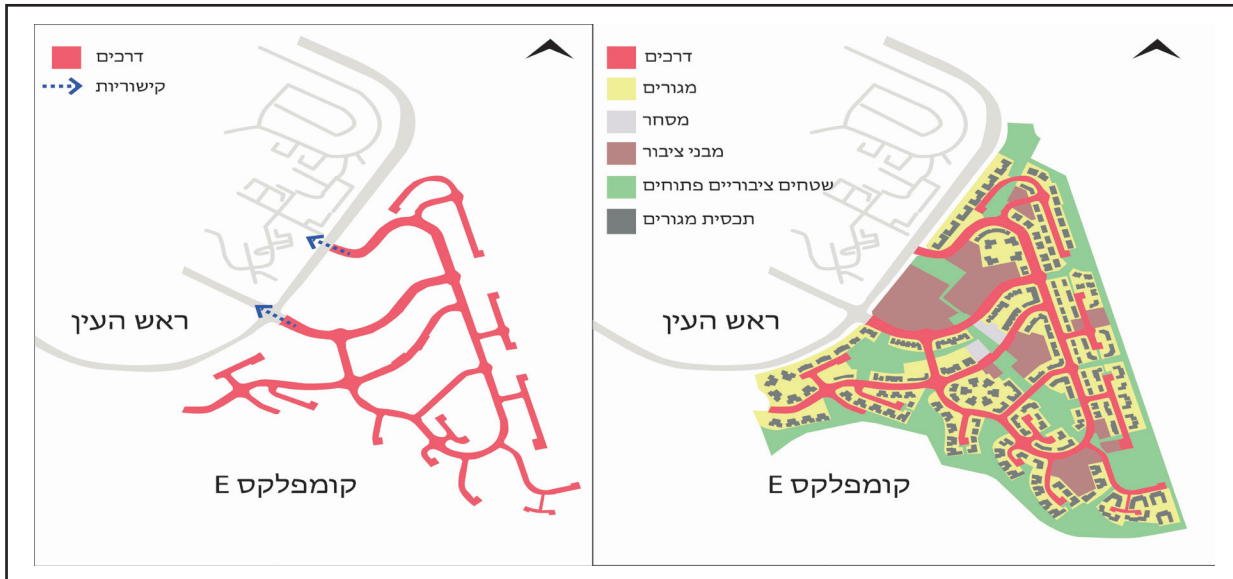 דרכים
קישוריות
ראש העין
קומפלקס E
דרכים
מגורים
מסחר
מבני ציבור
שטחים ציבוריים פתוחים
תכסית מגורים
ראש העין
קומפלקס E